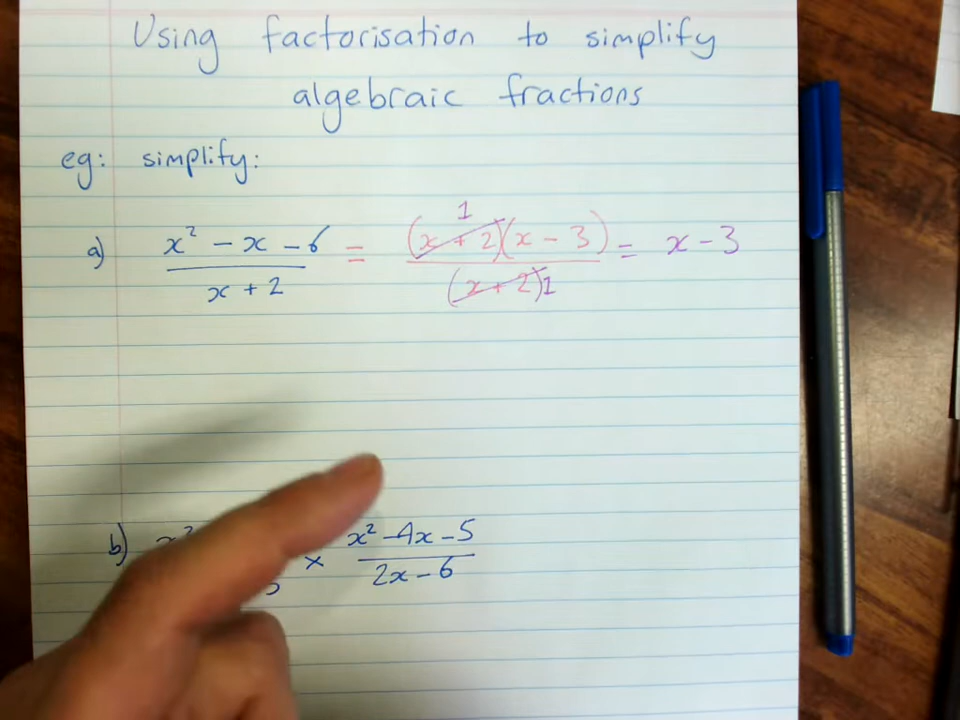 Using factorisation to simplify
algebraic fractions
eg: simplify:
a) x² - x - 6 / x + 2 = (x + 2)(x - 3) / (x + 2) 1 1 = x - 3
b) x² × x² - 4x - 5 / 2x - 6